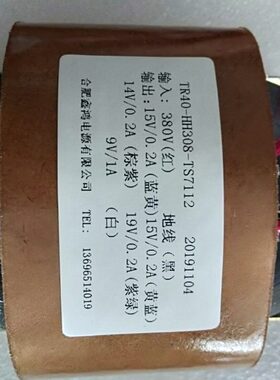 TR40-HH308-TS7112 20191104
输入: 380V(红) 地线(黑)
输出:15V/0.2A(蓝黄)15V/0.2A(黄蓝)
14V/0.2A(棕紫) 19V/0.2A(紫绿)
9V/1A (白)
合肥鑫鸿电源有限公司 TEL: 13696514019